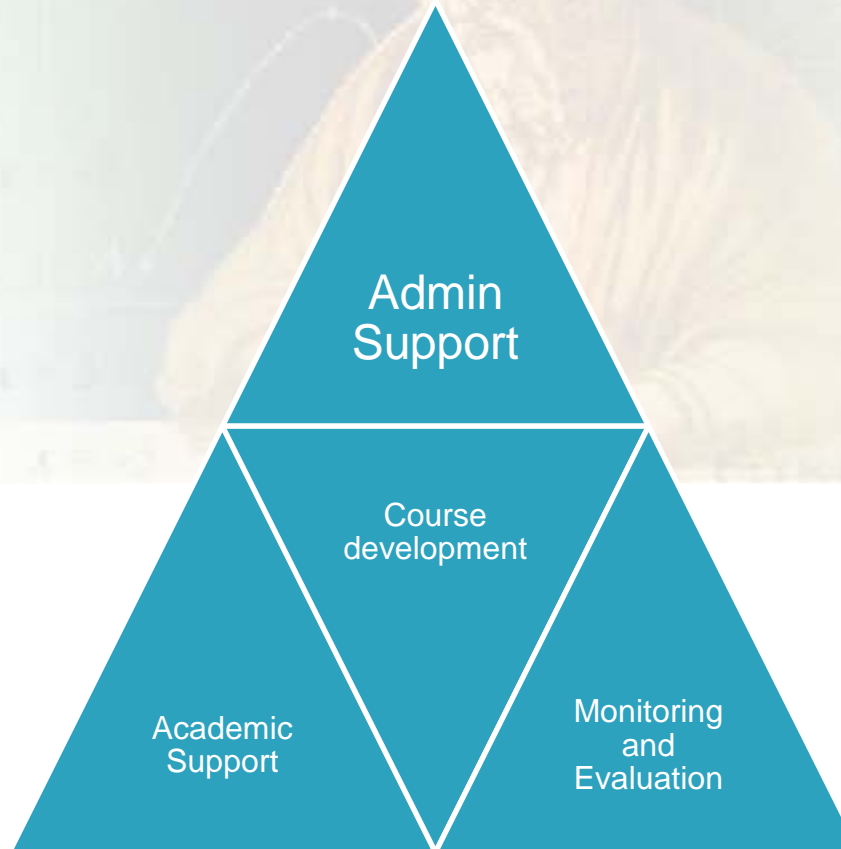 Admin
Support
Course
development
Academic
Support
Monitoring
and
Evaluation